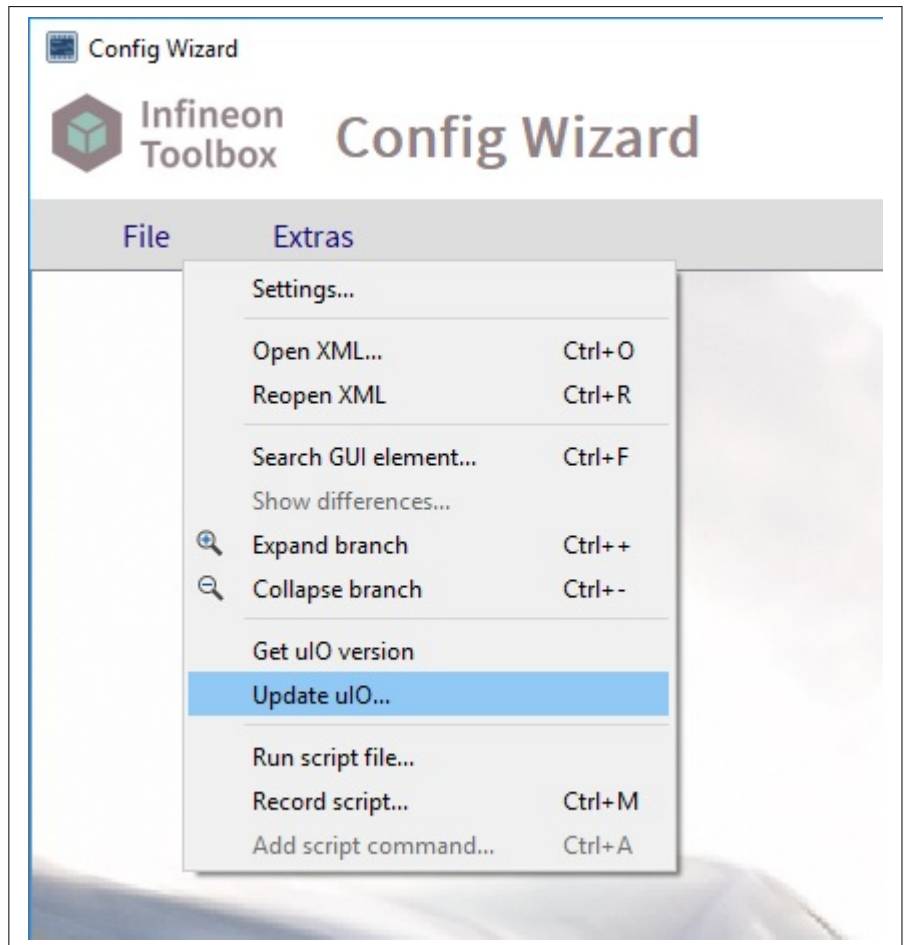 Config Wizard
Infineon
Toolbox
Config Wizard
File Extras
Settings...
Open XML... Ctrl+O
Reopen XML Ctrl+R
Search GUI element... Ctrl+F
Show differences...
Expand branch Ctrl++
Collapse branch Ctrl+-
Get uIO version
Update uIO...
Run script file...
Record script... Ctrl+M
Add script command... Ctrl+A